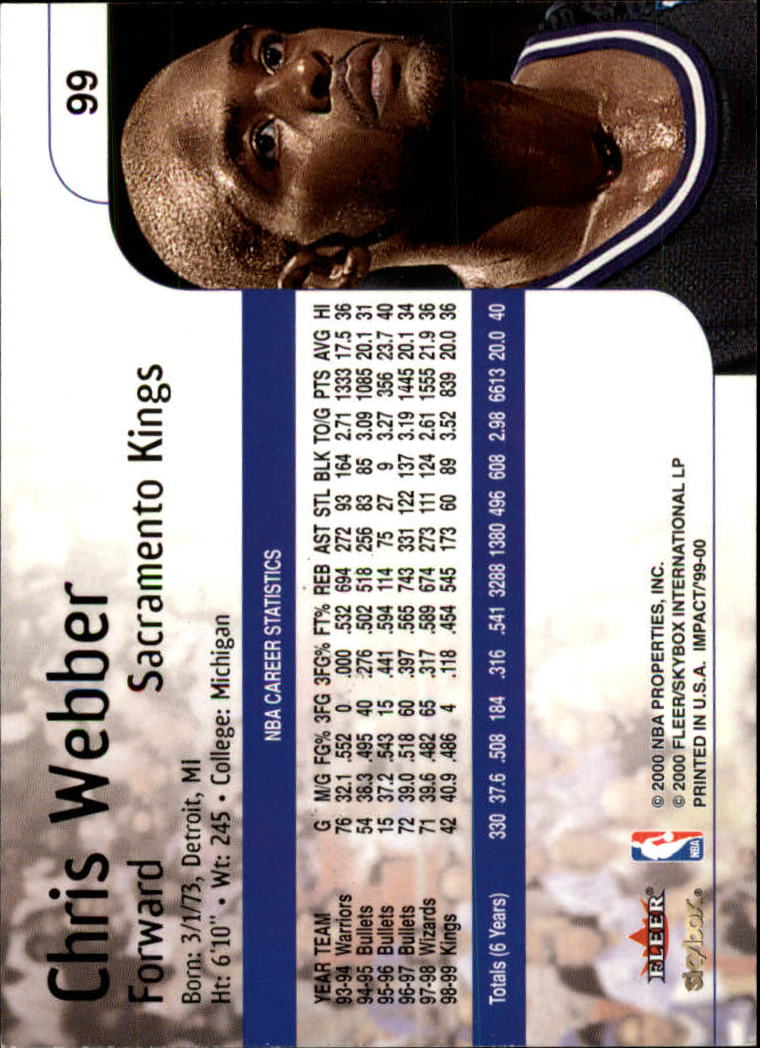 99
Chris Webber
Forward Sacramento Kings
Born: 3/1/73, Detroit, MI
Ht: 6'10" • Wt: 245 • College: Michigan
NBA CAREER STATISTICS
YEAR TEAM G M/G FG% 3FG 3FG% FT% REB AST STL BLK TO/G PTS AVG HI
93-94 Warriors 76 32.1 .552 0 .000 .532 694 272 93 164 2.71 1333 17.5 36
94-95 Bullets 54 38.3 .495 40 .276 .502 518 256 83 85 3.09 1085 20.1 31
95-96 Bullets 15 37.2 .543 15 .441 .594 114 75 27 9 3.27 356 23.7 40
96-97 Bullets 72 39.0 .518 60 .397 .565 743 331 122 137 3.19 1445 20.1 34
97-98 Wizards 71 39.6 .482 65 .317 .589 674 273 111 124 2.61 1555 21.9 36
98-99 Kings 42 40.9 .486 4 .118 .454 545 173 60 89 3.52 839 20.0 36
Totals (6 Years) 330 37.6 .508 184 .316 .541 3288 1380 496 608 2.98 6613 20.0 40
FLEER®
skybox®
NBA
© 2000 NBA PROPERTIES, INC.
© 2000 FLEER/SKYBOX INTERNATIONAL LP
PRINTED IN U.S.A. IMPACT/'99-00